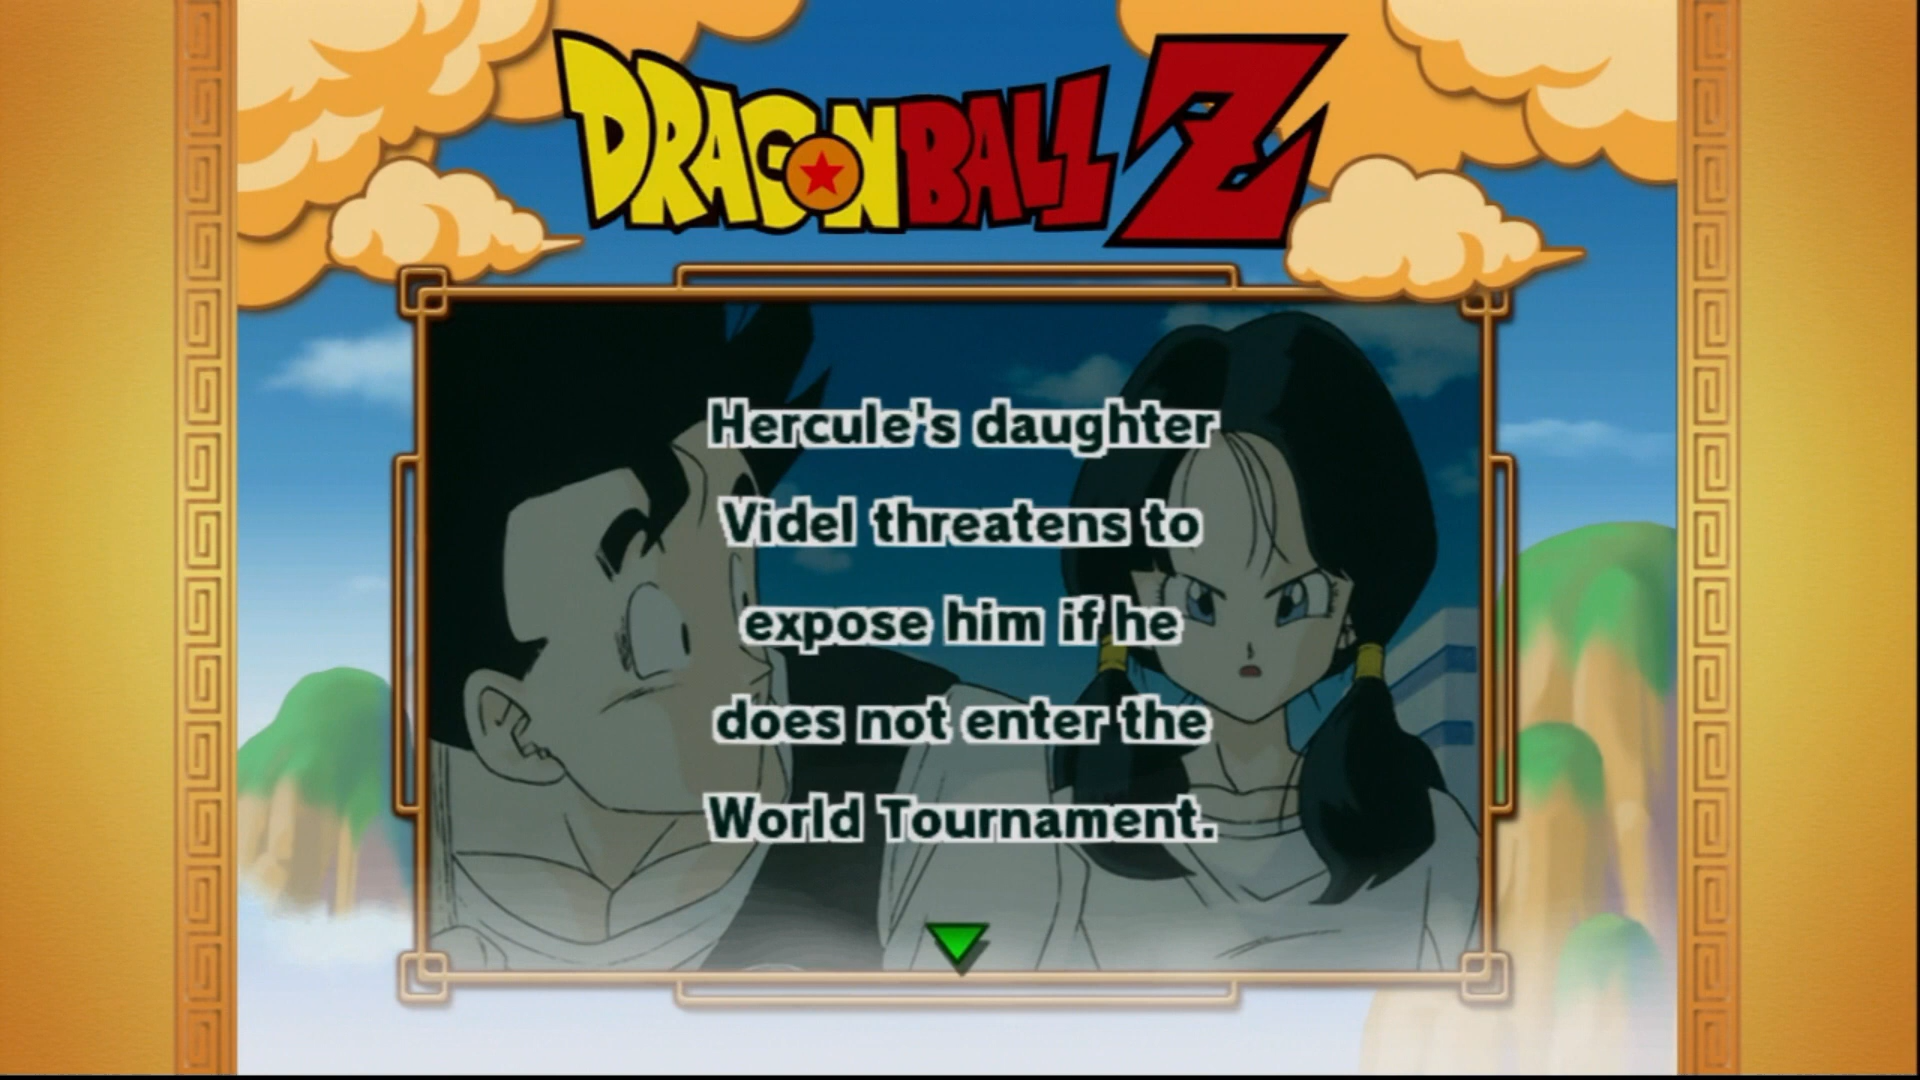 DRAGON BALL Z
Hercule's daughter
Videl threatens to
expose him if he
does not enter the
World Tournament.